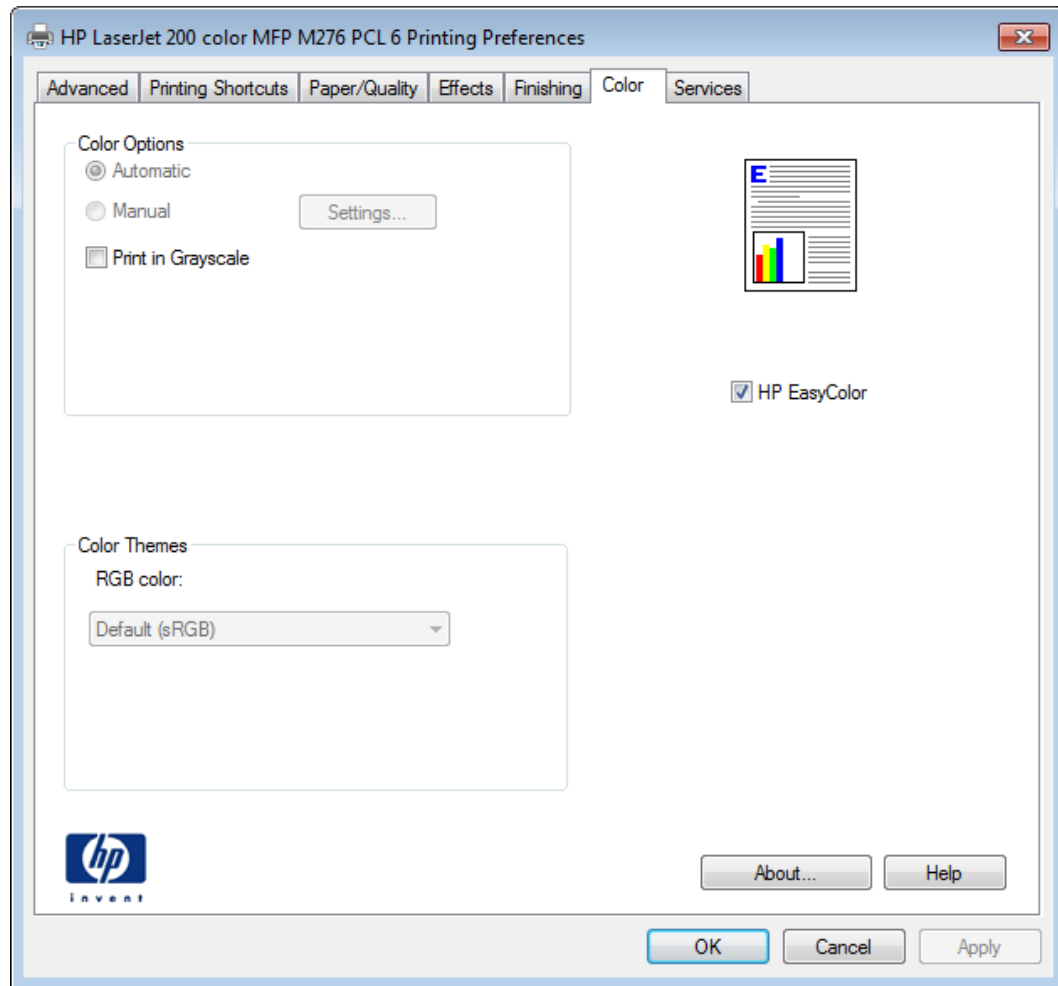 HP LaserJet 200 color MFP M276 PCL 6 Printing Preferences
Advanced Printing Shortcuts Paper/Quality Effects Finishing Color Services
Color Options
Automatic
Manual Settings...
Print in Grayscale
E
HP EasyColor
Color Themes
RGB color:
Default (sRGB)
hp
invent
About... Help
OK Cancel Apply